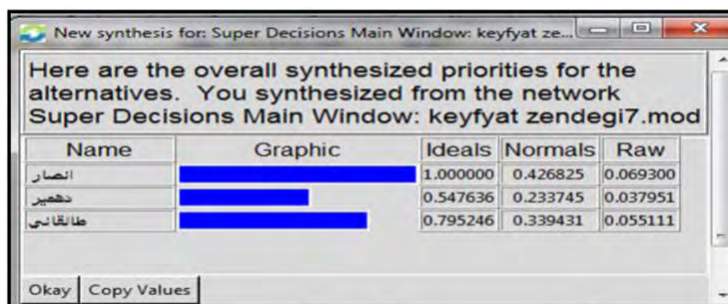 New synthesis for: Super Decisions Main Window: keyfyat ze...
Here are the overall synthesized priorities for the
alternatives. You synthesized from the network
Super Decisions Main Window: keyfyat zendegi7.mod
Name Graphic Ideals Normals Raw
انصار 1.000000 0.426825 0.069300
دهمیر 0.547636 0.233745 0.037951
طالقانی 0.795246 0.339431 0.055111
Okay Copy Values